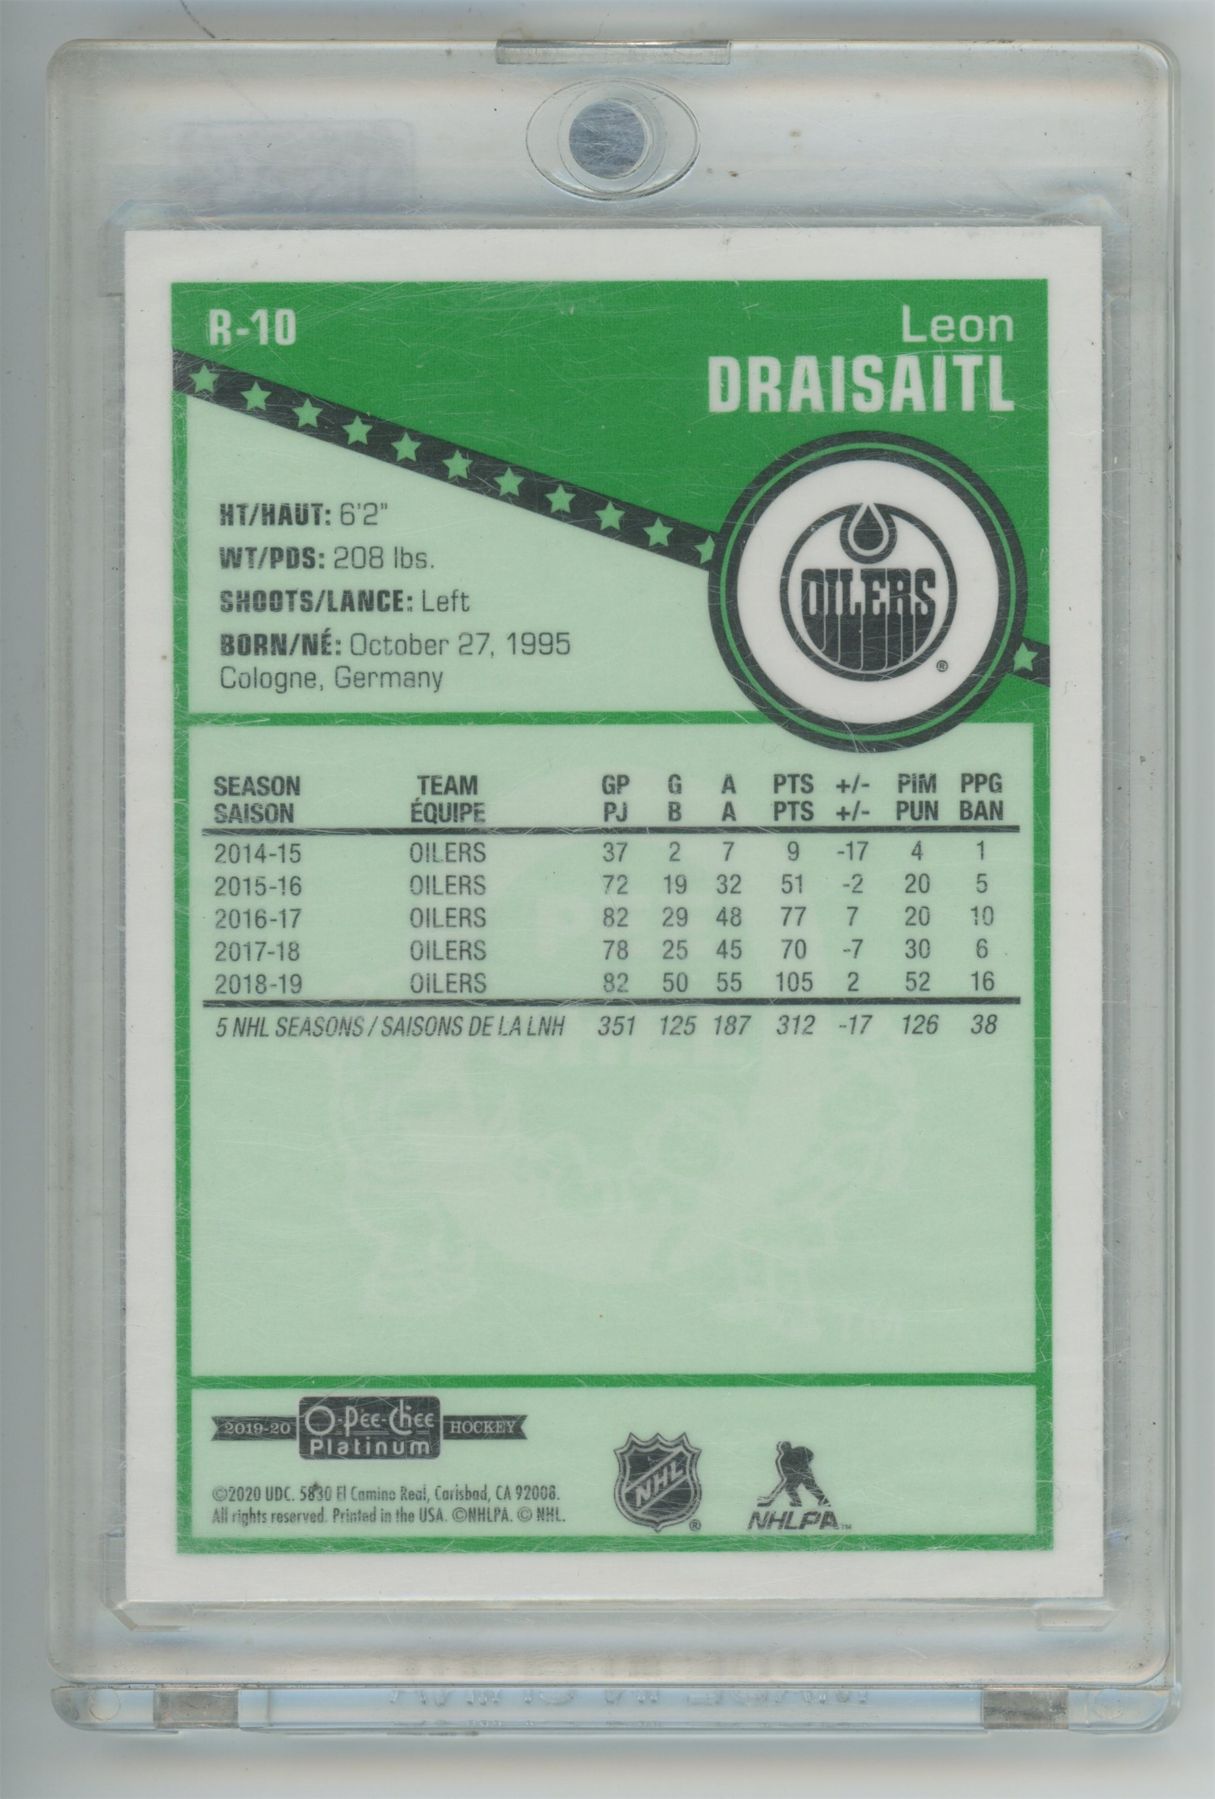 R-10
Leon
DRAISAITL
HT/HAUT: 6'2"
WT/PDS: 208 lbs.
SHOOTS/LANCE: Left
BORN/NÉ: October 27, 1995
Cologne, Germany
OILERS
®
SEASON TEAM GP G A PTS +/- PIM PPG
SAISON ÉQUIPE PJ B A PTS +/- PUN BAN
2014-15 OILERS 37 2 7 9 -17 4 1
2015-16 OILERS 72 19 32 51 -2 20 5
2016-17 OILERS 82 29 48 77 7 20 10
2017-18 OILERS 78 25 45 70 -7 30 6
2018-19 OILERS 82 50 55 105 2 52 16
5 NHL SEASONS / SAISONS DE LA LNH 351 125 187 312 -17 126 38
2019-20 O-Pee-Chee HOCKEY
Platinum
©2020 UDC. 5830 El Camino Real, Carlsbad, CA 92008.
All rights reserved. Printed in the USA. ©NHLPA. © NHL.
NHL ®
NHLPA™